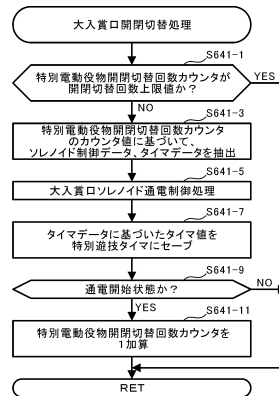 大入賞口開閉切替処理
S641-1
特別電動役物開閉切替回数カウンタが
開閉切替回数上限値か？
YES
NO
S641-3
特別電動役物開閉切替回数カウンタ
のカウンタ値に基づいて、
ソレノイド制御データ、タイマデータを抽出
S641-5
大入賞口ソレノイド通電制御処理
S641-7
タイマデータに基づいたタイマ値を
特別遊技タイマにセーブ
S641-9
通電開始状態か？
NO
YES
S641-11
特別電動役物開閉切替回数カウンタを
1加算
RET